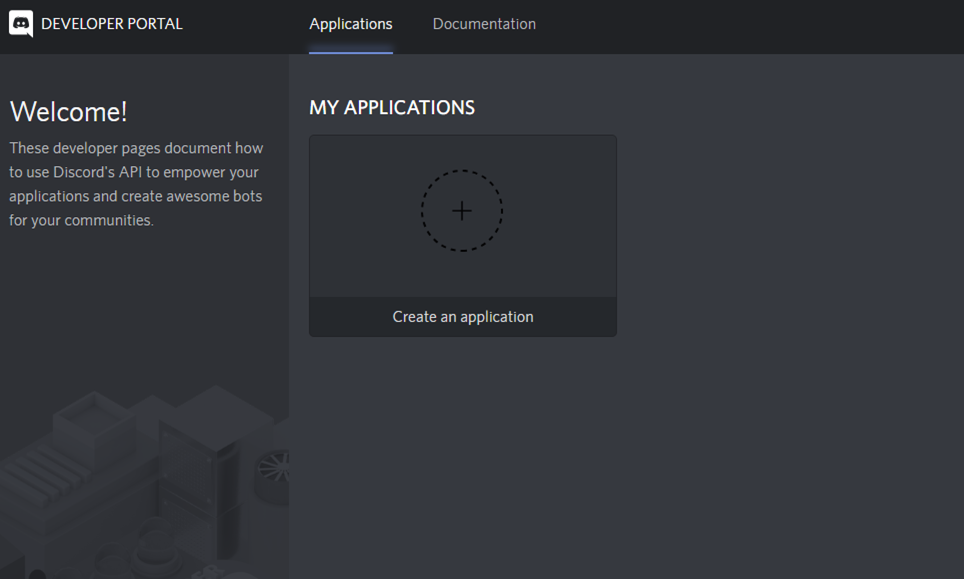 DEVELOPER PORTAL
Applications
Documentation
Welcome!
These developer pages document how
to use Discord's API to empower your
applications and create awesome bots
for your communities.
MY APPLICATIONS
Create an application